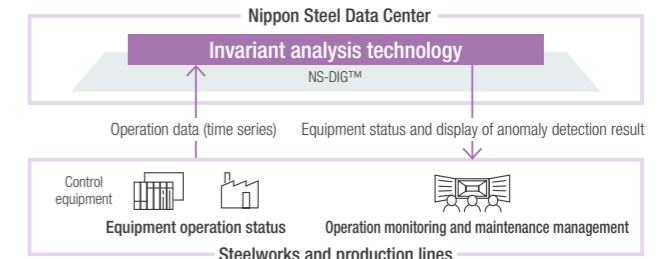 Nippon Steel Data Center
Invariant analysis technology
NS-DIG™
Operation data (time series)
Equipment status and display of anomaly detection result
Control
equipment
Equipment operation status
Operation monitoring and maintenance management
Steelworks and production lines